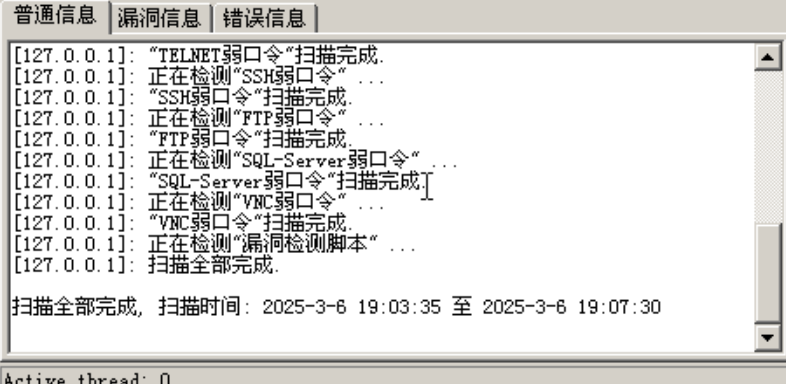 普通信息 漏洞信息 错误信息
[127.0.0.1]: "TELNET弱口令"扫描完成.
[127.0.0.1]: 正在检测"SSH弱口令" ...
[127.0.0.1]: "SSH弱口令"扫描完成.
[127.0.0.1]: 正在检测"FTP弱口令" ...
[127.0.0.1]: "FTP弱口令"扫描完成.
[127.0.0.1]: 正在检测"SQL-Server弱口令" ...
[127.0.0.1]: "SQL-Server弱口令"扫描完成.
[127.0.0.1]: 正在检测"VNC弱口令" ...
[127.0.0.1]: "VNC弱口令"扫描完成.
[127.0.0.1]: 正在检测"漏洞检测脚本" ...
[127.0.0.1]: 扫描全部完成.
扫描全部完成, 扫描时间: 2025-3-6 19:03:35 至 2025-3-6 19:07:30
Active thread: 0